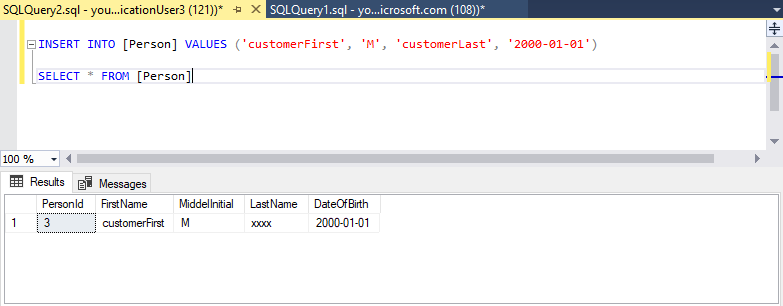 SQLQuery2.sql - you...icationUser3 (121))* SQLQuery1.sql - yo...icrosoft.com (108))*
INSERT INTO [Person] VALUES ('customerFirst', 'M', 'customerLast', '2000-01-01')
SELECT * FROM [Person]
100 %
Results Messages
PersonId FirstName MiddelInitial LastName DateOfBirth
1 3 customerFirst M xxxx 2000-01-01